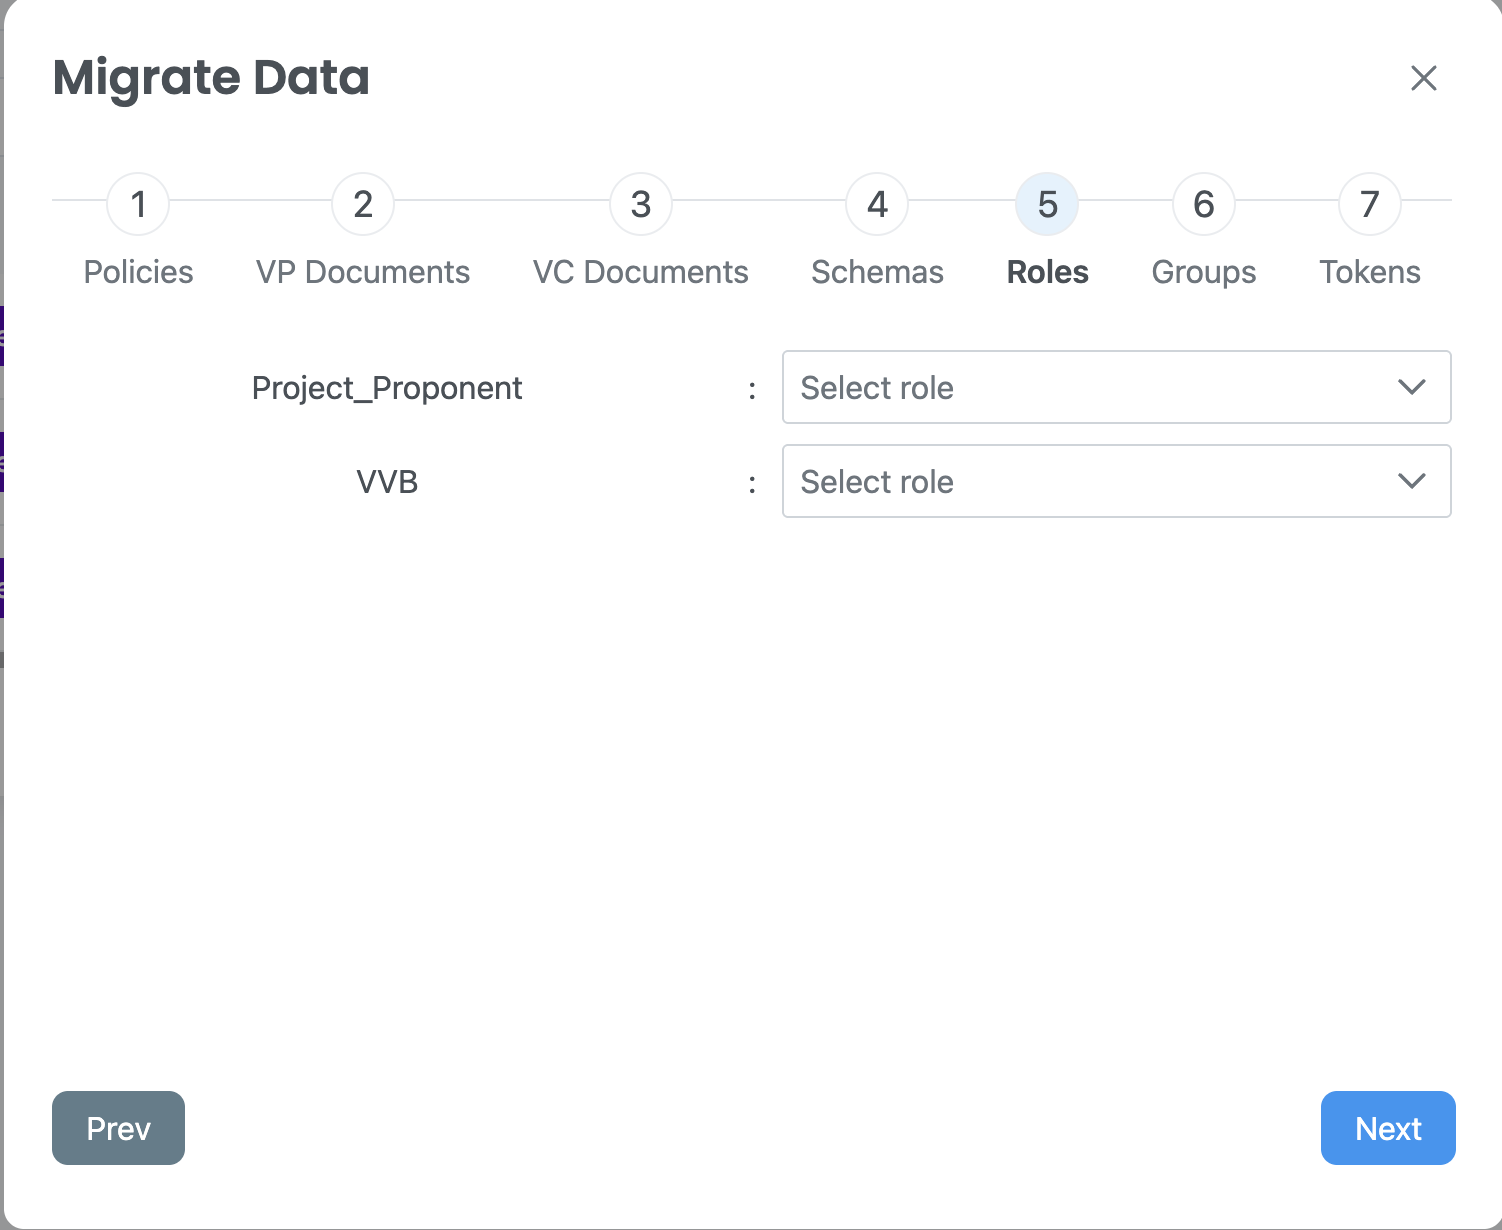 Migrate Data
1 2 3 4 5 6 7
Policies VP Documents VC Documents Schemas Roles Groups Tokens
Project_Proponent : Select role
VVB : Select role
Prev Next